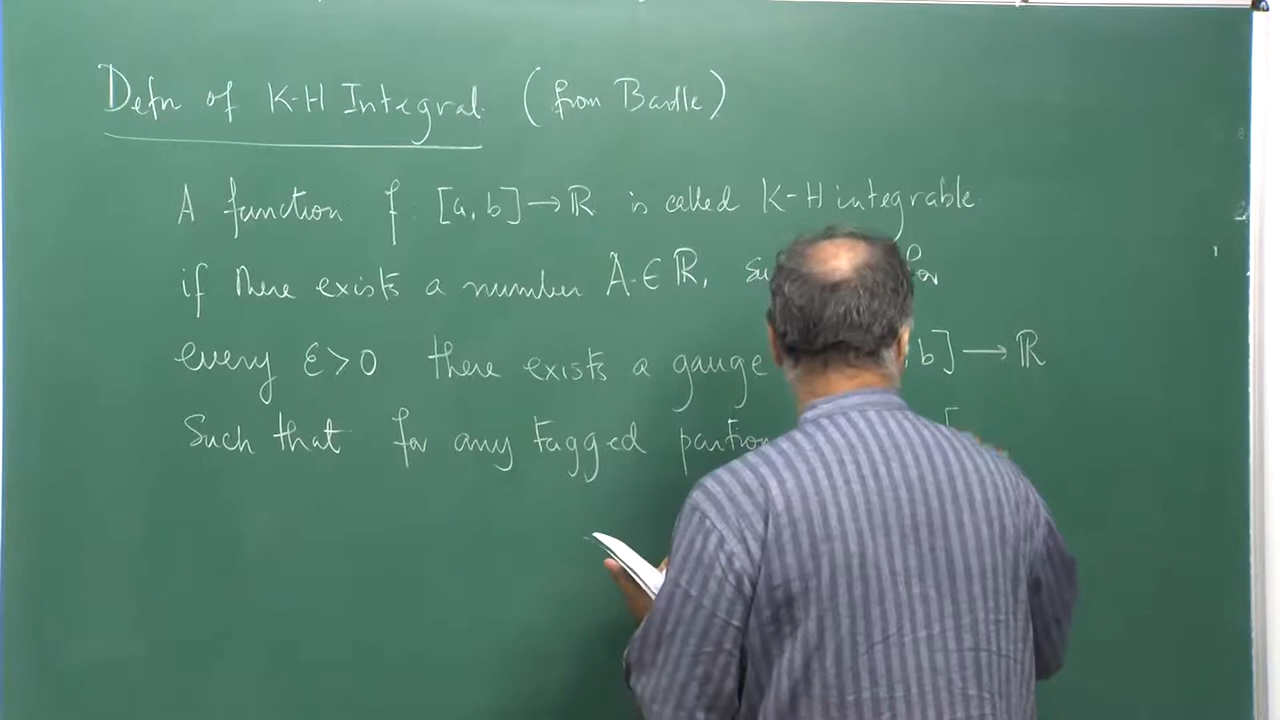 Defn of K-H Integral (from Bartle)
A function f: [a, b] → ℝ is called K-H integrable
if there exists a number A ∈ ℝ, for
every ε > 0 there exists a gauge , b] → ℝ
Such that for any tagged partion [